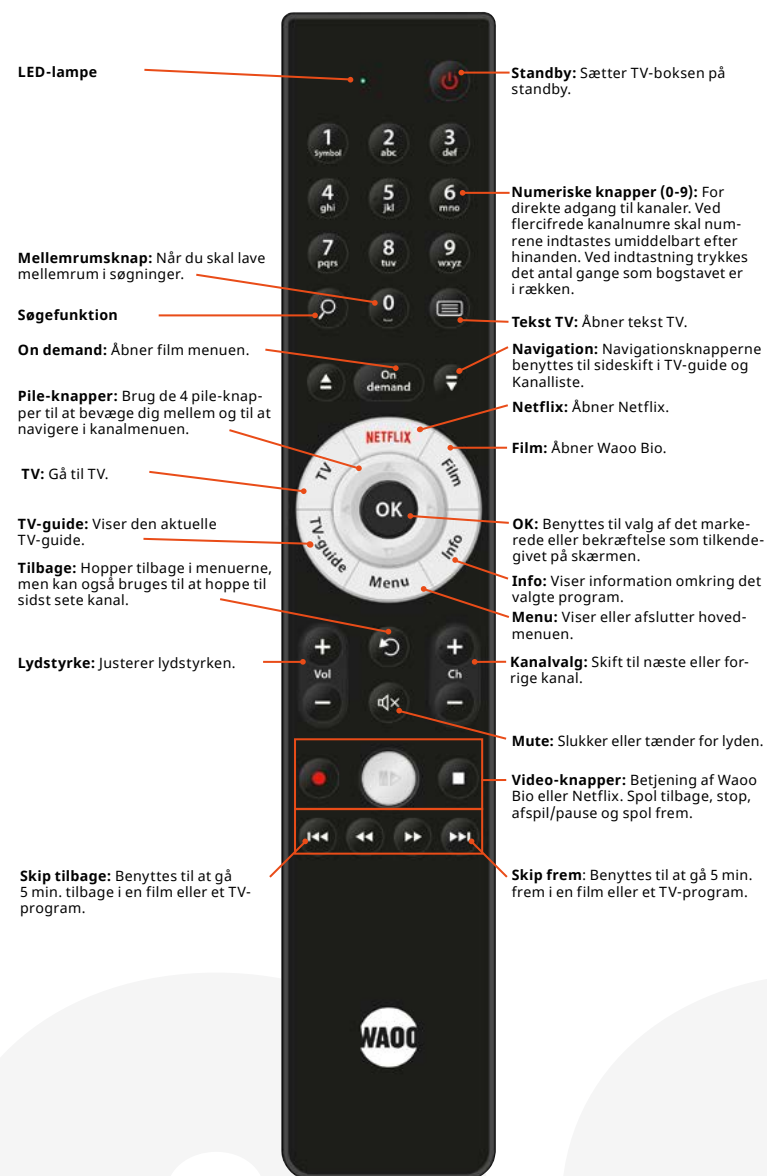 LED-lampe
Mellemrumsknap: Når du skal lave
mellemrum i søgninger.
Søgefunktion
On demand: Åbner film menuen.
Pile-knapper: Brug de 4 pile-knap-
per til at bevæge dig mellem og til at
navigere i kanalmenuen.
TV: Gå til TV.
TV-guide: Viser den aktuelle
TV-guide.
Tilbage: Hopper tilbage i menuerne,
men kan også bruges til at hoppe til
sidst sete kanal.
Lydstyrke: Justerer lydstyrken.
Skip tilbage: Benyttes til at gå
5 min. tilbage i en film eller et TV-
program.
1
Symbol
2
abc
3
def
4
ghi
5
jkl
6
mno
7
pqrs
8
tuv
9
wxyz
0
On
demand
NETFLIX
TV
Film
OK
TV-guide
Info
Menu
+
Vol
−
+
Ch
−
WAOO
Standby: Sætter TV-boksen på
standby.
Numeriske knapper (0-9): For
direkte adgang til kanaler. Ved
flercifrede kanalnumre skal num-
rene indtastes umiddelbart efter
hinanden. Ved indtastning trykkes
det antal gange som bogstavet er
i rækken.
Tekst TV: Åbner tekst TV.
Navigation: Navigationsknapperne
benyttes til sideskift i TV-guide og
Kanalliste.
Netflix: Åbner Netflix.
Film: Åbner Waoo Bio.
OK: Benyttes til valg af det marke-
rede eller bekræftelse som tilkende-
givet på skærmen.
Info: Viser information omkring det
valgte program.
Menu: Viser eller afslutter hoved-
menuen.
Kanalvalg: Skift til næste eller for-
rige kanal.
Mute: Slukker eller tænder for lyden.
Video-knapper: Betjening af Waoo
Bio eller Netflix. Spol tilbage, stop,
afspil/pause og spol frem.
Skip frem: Benyttes til at gå 5 min.
frem i en film eller et TV-program.